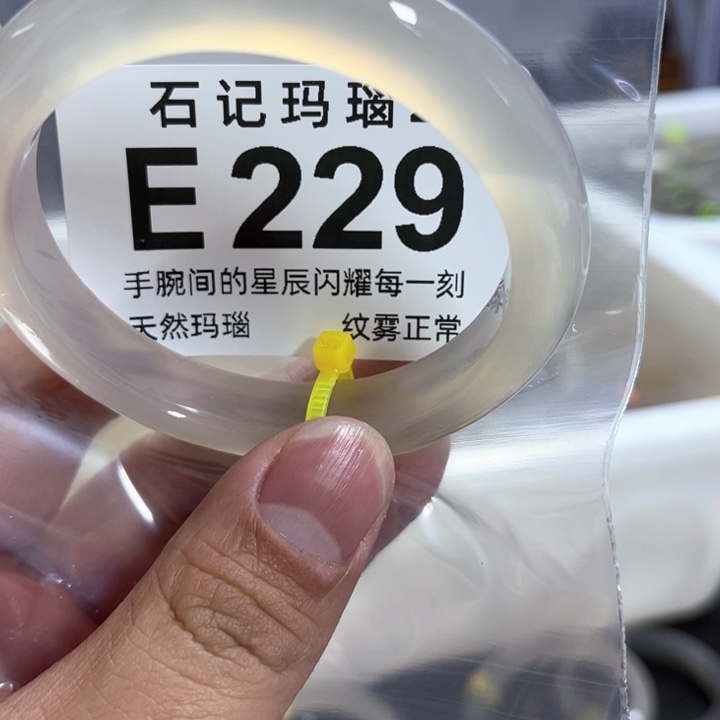 石记玛瑙
E229
手腕间的星辰闪耀每一刻
天然玛瑙 纹雾正常